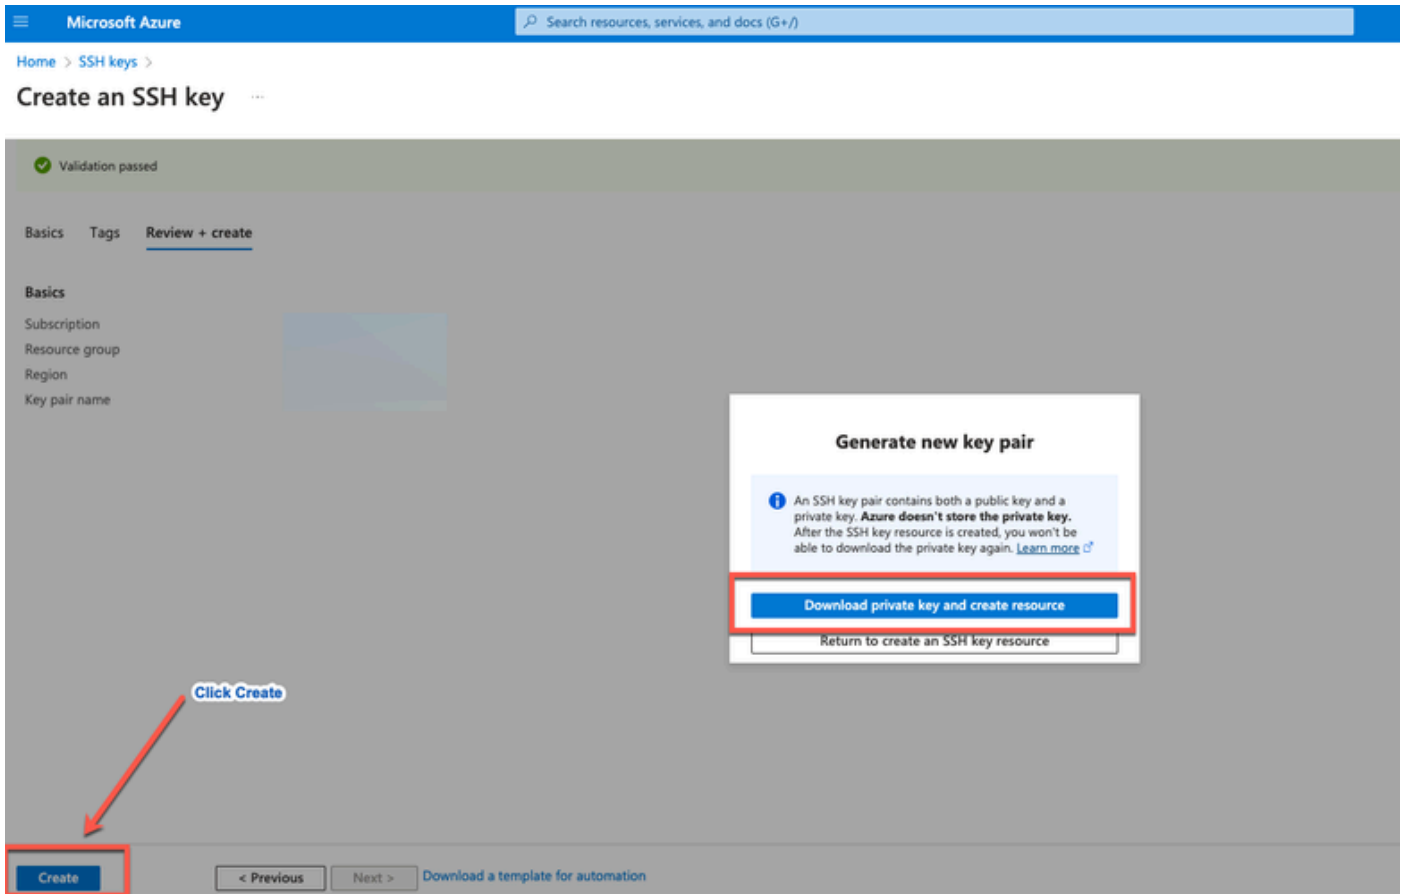 Microsoft Azure
Search resources, services, and docs (G+/)
Home > SSH keys >
Create an SSH key ...
Validation passed
Basics Tags Review + create
Basics
Subscription
Resource group
Region
Key pair name
Generate new key pair
An SSH key pair contains both a public key and a
private key. Azure doesn't store the private key.
After the SSH key resource is created, you won't be
able to download the private key again. Learn more
Download private key and create resource
Return to create an SSH key resource
Click Create
Create < Previous Next > Download a template for automation